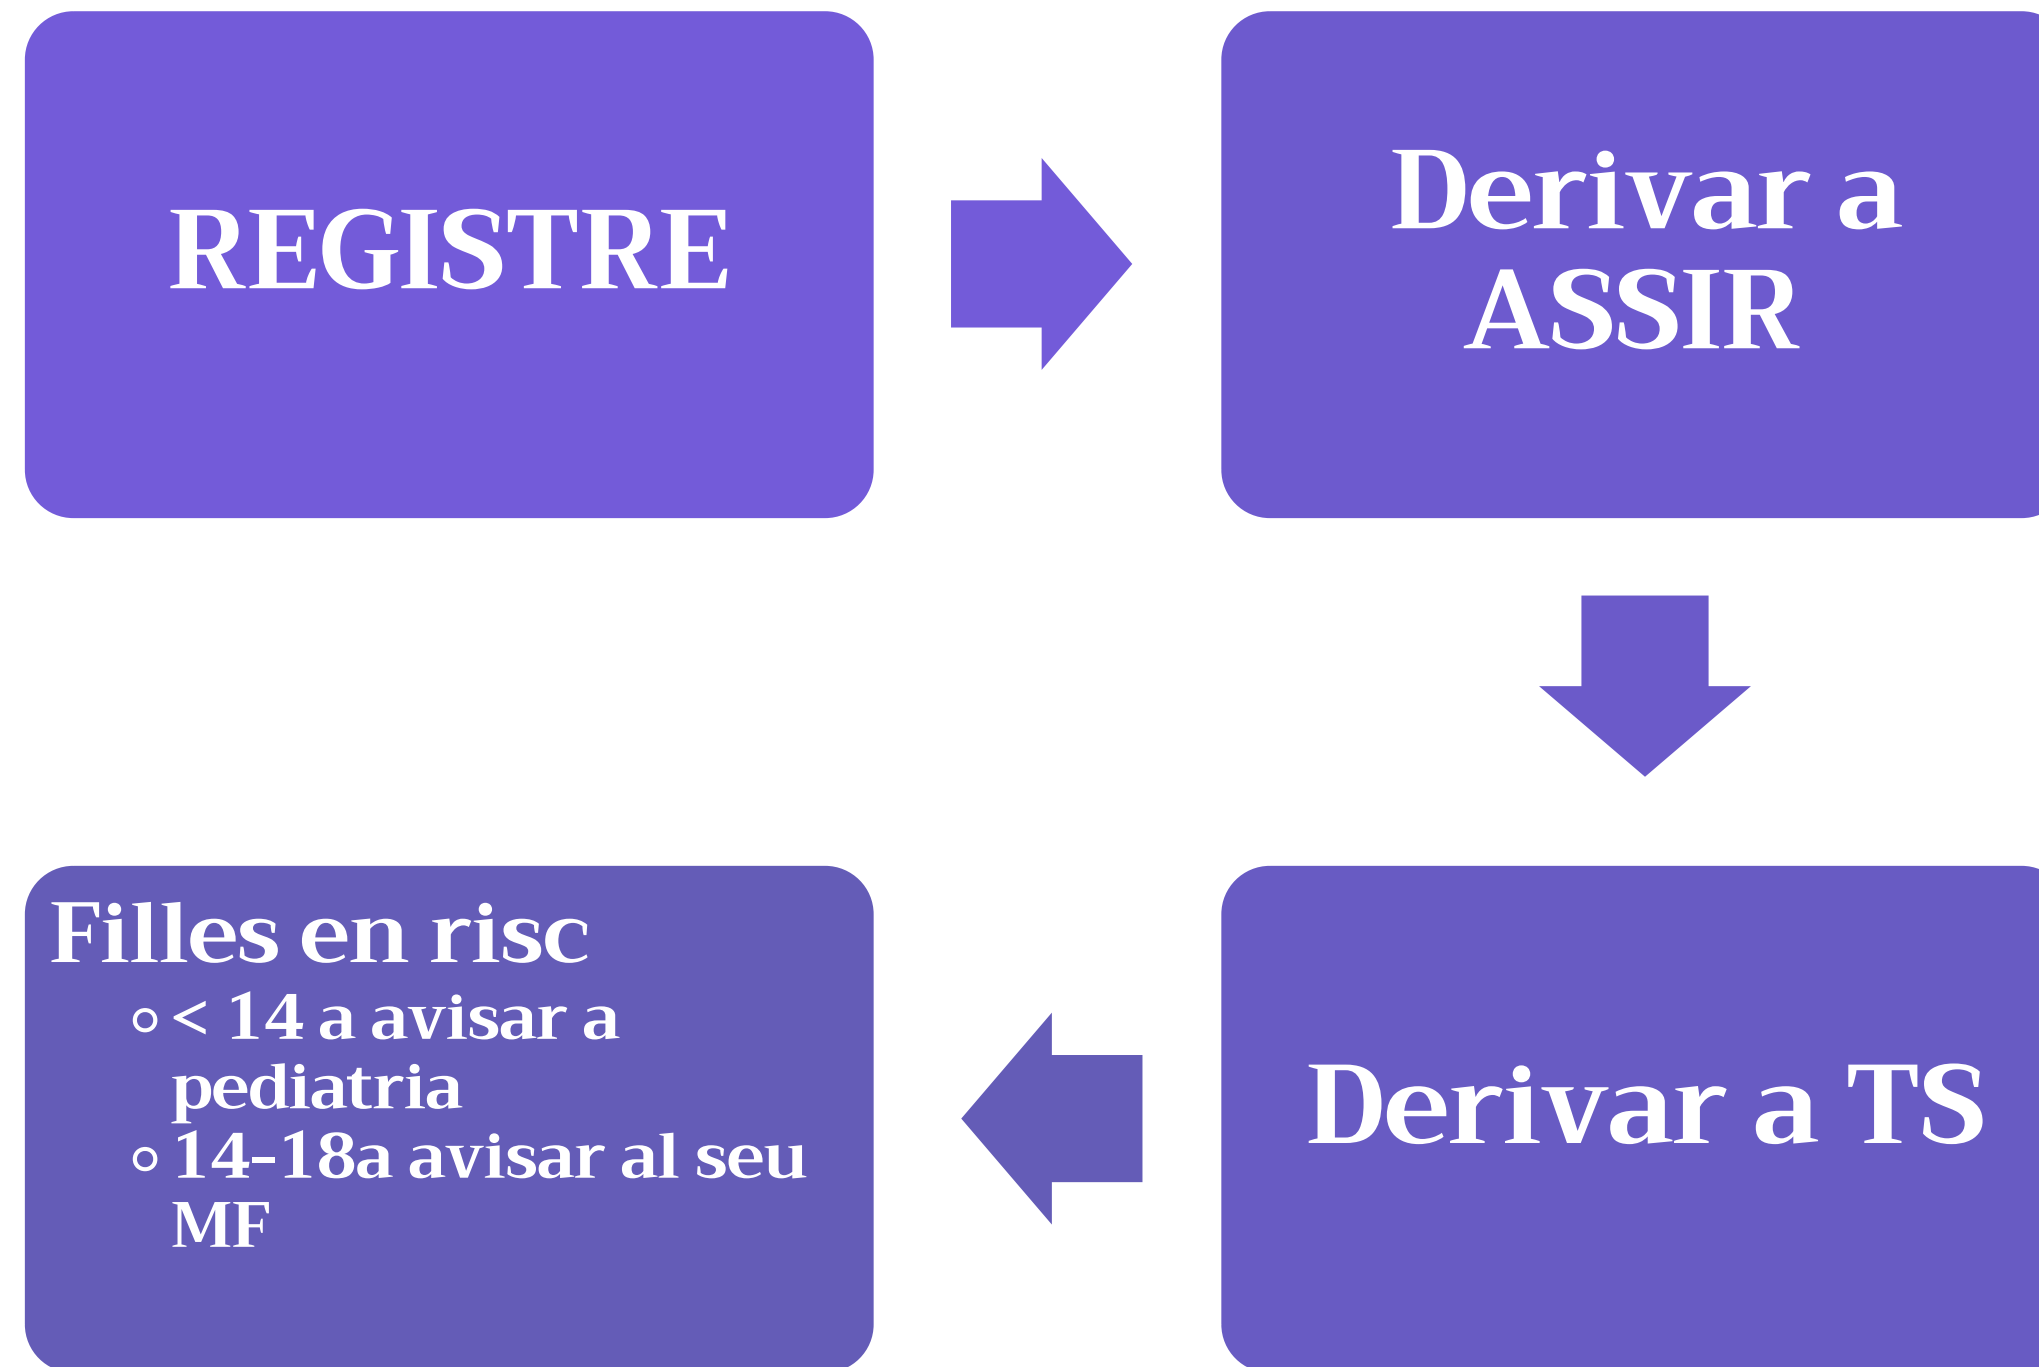 REGISTRE
Derivar a
ASSIR
Derivar a TS
Filles en risc
< 14 a avisar a
pediatria
14-18a avisar al seu
MF